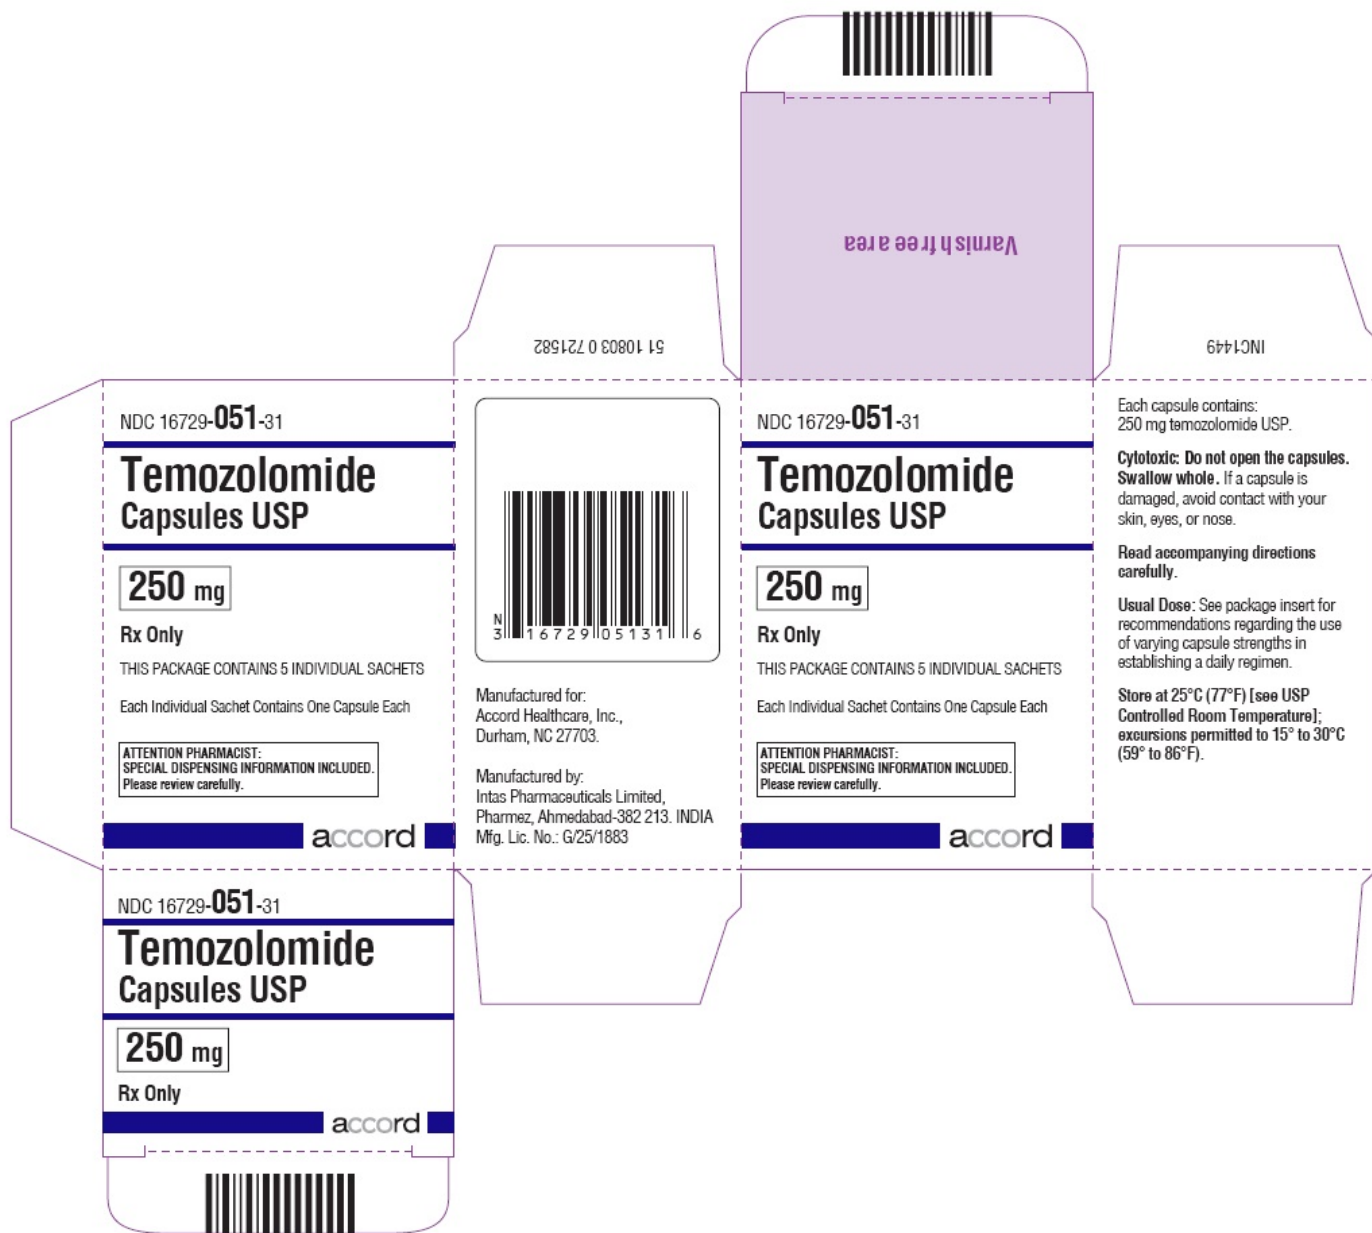 Varnish free area
51 10803 0 721582
INC1449
NDC 16729-051-31
Temozolomide
Capsules USP
250 mg
Rx Only
THIS PACKAGE CONTAINS 5 INDIVIDUAL SACHETS
Each Individual Sachet Contains One Capsule Each
ATTENTION PHARMACIST:
SPECIAL DISPENSING INFORMATION INCLUDED.
Please review carefully.
accord
N
3 16729 05131 6
Manufactured for:
Accord Healthcare, Inc.,
Durham, NC 27703.
Manufactured by:
Intas Pharmaceuticals Limited,
Pharmez, Ahmedabad-382 213. INDIA
Mfg. Lic. No.: G/25/1883
NDC 16729-051-31
Temozolomide
Capsules USP
250 mg
Rx Only
THIS PACKAGE CONTAINS 5 INDIVIDUAL SACHETS
Each Individual Sachet Contains One Capsule Each
ATTENTION PHARMACIST:
SPECIAL DISPENSING INFORMATION INCLUDED.
Please review carefully.
accord
Each capsule contains:
250 mg temozolomide USP.
Cytotoxic: Do not open the capsules.
Swallow whole. If a capsule is
damaged, avoid contact with your
skin, eyes, or nose.
Read accompanying directions
carefully.
Usual Dose: See package insert for
recommendations regarding the use
of varying capsule strengths in
establishing a daily regimen.
Store at 25°C (77°F) [see USP
Controlled Room Temperature];
excursions permitted to 15° to 30°C
(59° to 86°F).
NDC 16729-051-31
Temozolomide
Capsules USP
250 mg
Rx Only
accord